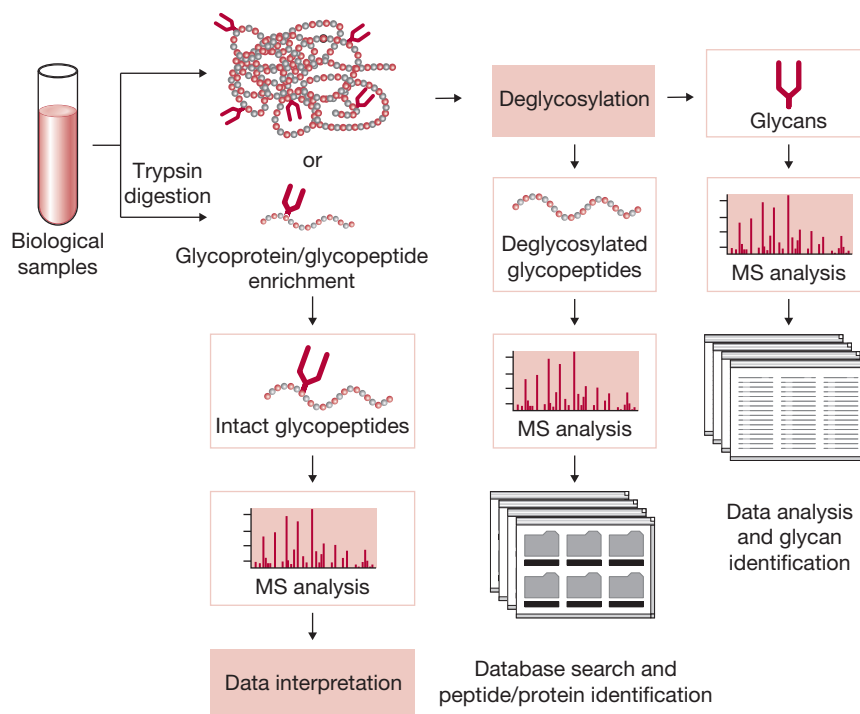 Biological
samples
Trypsin
digestion
or
Glycoprotein/glycopeptide
enrichment
Intact glycopeptides
MS analysis
Data interpretation
Deglycosylation
Deglycosylated
glycopeptides
MS analysis
Database search and
peptide/protein identification
Glycans
MS analysis
Data analysis
and glycan
identification